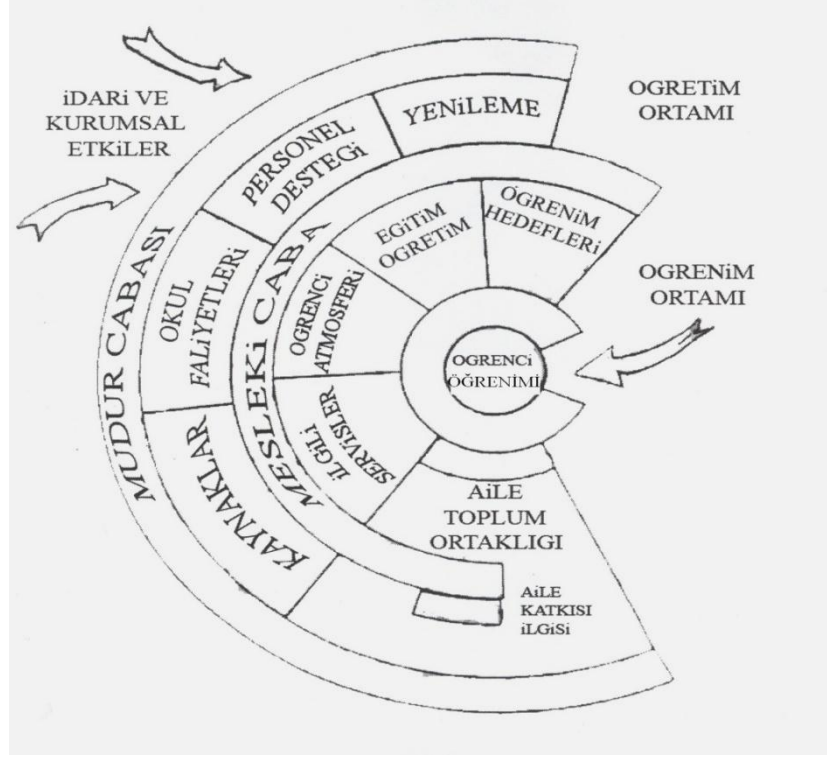 iDARi VE
KURUMSAL
ETKiLER
OGRETiM
ORTAMI
YENiLEME
PERSONEL
DESTEGi
OKUL
FALiYETLERi
KAYNAKLAR
MUDUR CABASI
MESLEKi CABA
ÖGRENiM
HEDEFLERi
EGiTiM
OGRETiM
OGRENCi
ATMOSFERi
iLGiLi
SERViSLER
OGRENiM
ORTAMI
OGRENCi
ÖĞRENİMİ
AiLE
TOPLUM
ORTAKLIGI
AiLE
KATKISI
iLGiSi